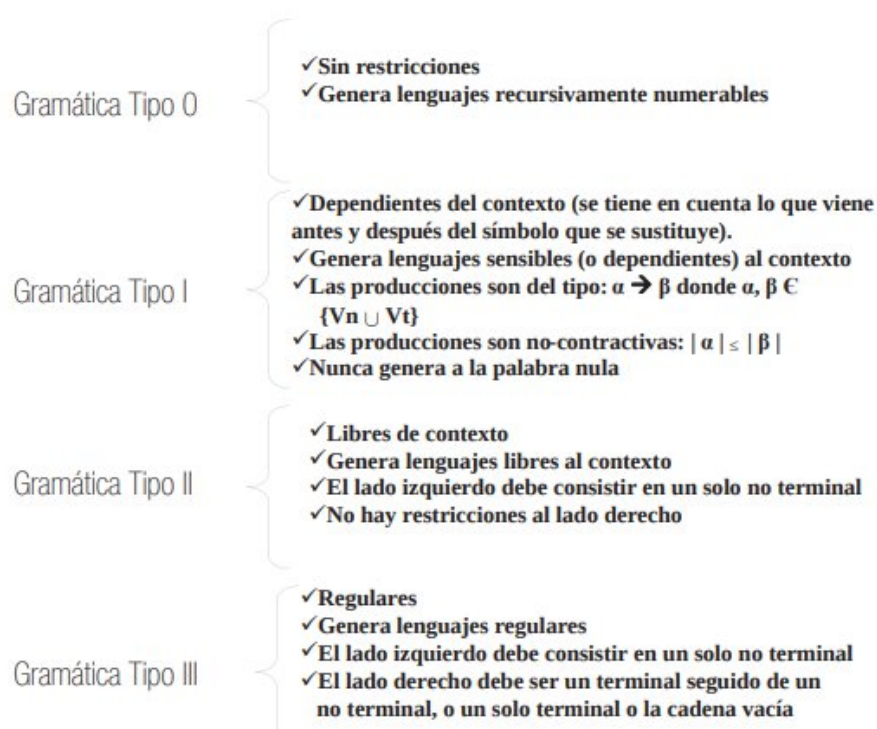 Gramática Tipo 0
✓Sin restricciones
✓Genera lenguajes recursivamente numerables
Gramática Tipo I
✓Dependientes del contexto (se tiene en cuenta lo que viene
antes y después del símbolo que se sustituye).
✓Genera lenguajes sensibles (o dependientes) al contexto
✓Las producciones son del tipo: α ➔ β donde α, β Є
{Vn ∪ Vt}
✓Las producciones son no-contractivas: | α | ≤ | β |
✓Nunca genera a la palabra nula
Gramática Tipo II
✓Libres de contexto
✓Genera lenguajes libres al contexto
✓El lado izquierdo debe consistir en un solo no terminal
✓No hay restricciones al lado derecho
Gramática Tipo III
✓Regulares
✓Genera lenguajes regulares
✓El lado izquierdo debe consistir en un solo no terminal
✓El lado derecho debe ser un terminal seguido de un
no terminal, o un solo terminal o la cadena vacía